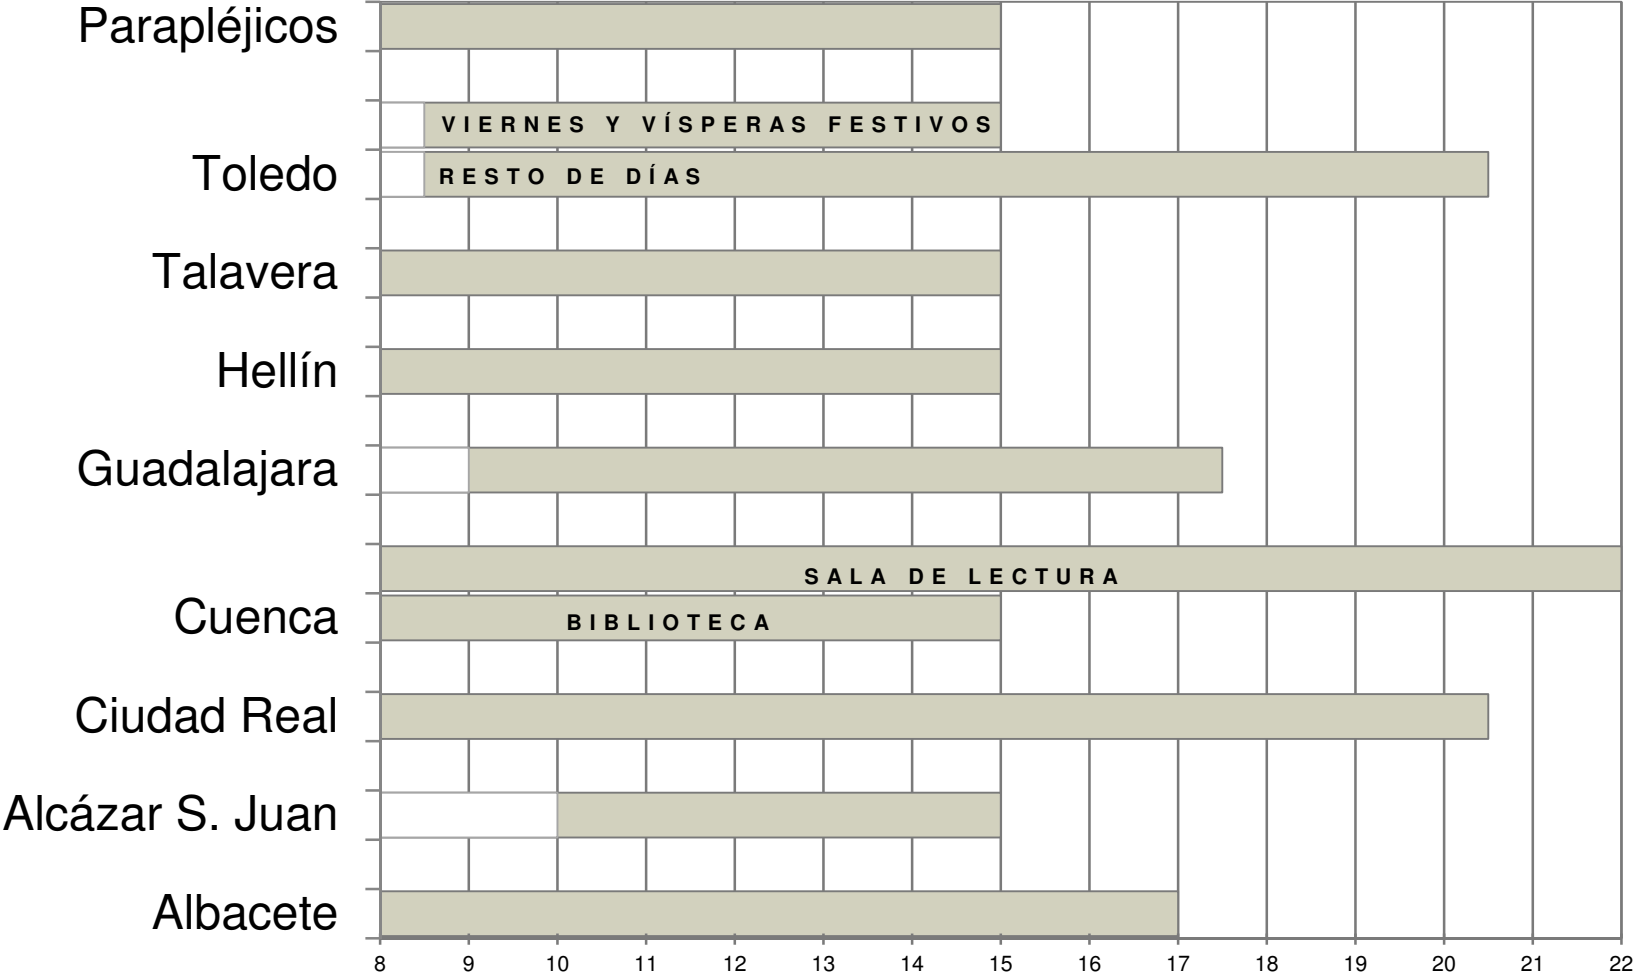 Parapléjicos
VIERNES Y VÍSPERAS FESTIVOS
Toledo
RESTO DE DÍAS
Talavera
Hellín
Guadalajara
SALA DE LECTURA
Cuenca
BIBLIOTECA
Ciudad Real
Alcázar S. Juan
Albacete
8 9 10 11 12 13 14 15 16 17 18 19 20 21 22